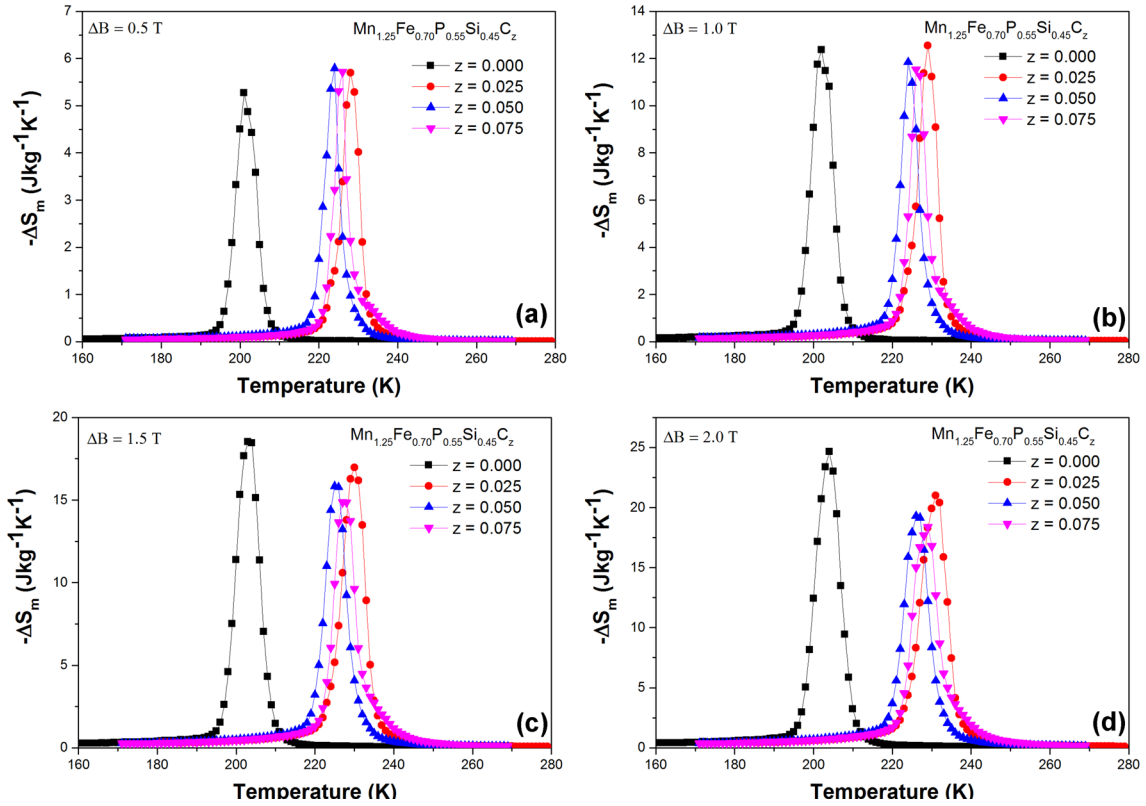 ΔB = 0.5 T
Mn1.25Fe0.70P0.55Si0.45Cz
z = 0.000
z = 0.025
z = 0.050
z = 0.075
7
6
5
4
3
2
1
0
-ΔSm (Jkg-1K-1)
(a)
160 180 200 220 240 260 280
Temperature (K)
ΔB = 1.0 T
Mn1.25Fe0.70P0.55Si0.45Cz
z = 0.000
z = 0.025
z = 0.050
z = 0.075
14
12
10
8
6
4
2
0
-ΔSm (Jkg-1K-1)
(b)
160 180 200 220 240 260 280
Temperature (K)
ΔB = 1.5 T
Mn1.25Fe0.70P0.55Si0.45Cz
z = 0.000
z = 0.025
z = 0.050
z = 0.075
20
15
10
5
0
-ΔSm (Jkg-1K-1)
(c)
160 180 200 220 240 260 280
Temperature (K)
ΔB = 2.0 T
Mn1.25Fe0.70P0.55Si0.45Cz
z = 0.000
z = 0.025
z = 0.050
z = 0.075
25
20
15
10
5
0
-ΔSm (Jkg-1K-1)
(d)
160 180 200 220 240 260 280
Temperature (K)